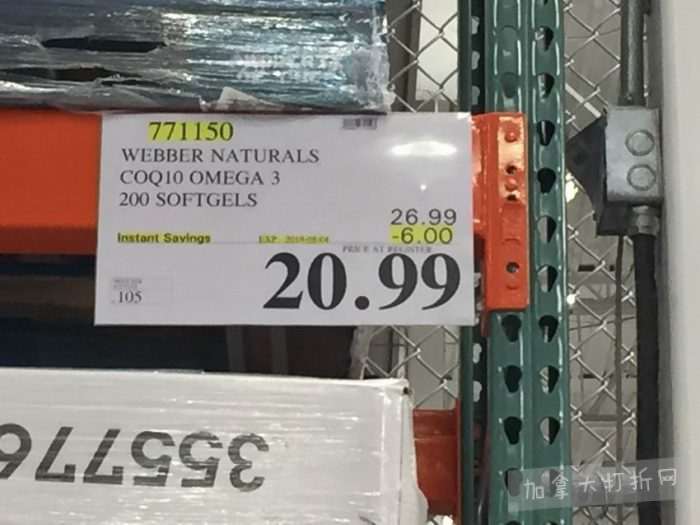 771150
WEBBER NATURALS
COQ10 OMEGA 3
200 SOFTGELS
26.99
Instant Savings
-6.00
PRICE AT REGISTER
20.99
.105
355776
加拿大打折网